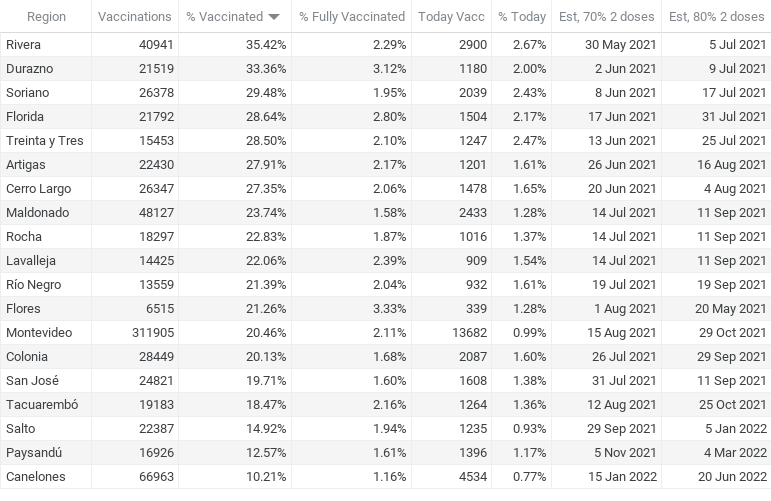 Region Vaccinations % Vaccinated % Fully Vaccinated Today Vacc % Today Est, 70% 2 doses Est, 80% 2 doses
Rivera 40941 35.42% 2.29% 2900 2.67% 30 May 2021 5 Jul 2021
Durazno 21519 33.36% 3.12% 1180 2.00% 2 Jun 2021 9 Jul 2021
Soriano 26378 29.48% 1.95% 2039 2.43% 8 Jun 2021 17 Jul 2021
Florida 21792 28.64% 2.80% 1504 2.17% 17 Jun 2021 31 Jul 2021
Treinta y Tres 15453 28.50% 2.10% 1247 2.47% 13 Jun 2021 25 Jul 2021
Artigas 22430 27.91% 2.17% 1201 1.61% 26 Jun 2021 16 Aug 2021
Cerro Largo 26347 27.35% 2.06% 1478 1.65% 20 Jun 2021 4 Aug 2021
Maldonado 48127 23.74% 1.58% 2433 1.28% 14 Jul 2021 11 Sep 2021
Rocha 18297 22.83% 1.87% 1016 1.37% 14 Jul 2021 11 Sep 2021
Lavalleja 14425 22.06% 2.39% 909 1.54% 14 Jul 2021 11 Sep 2021
Río Negro 13559 21.39% 2.04% 932 1.61% 19 Jul 2021 19 Sep 2021
Flores 6515 21.26% 3.33% 339 1.28% 1 Aug 2021 20 May 2021
Montevideo 311905 20.46% 2.11% 13682 0.99% 15 Aug 2021 29 Oct 2021
Colonia 28449 20.13% 1.68% 2087 1.60% 26 Jul 2021 29 Sep 2021
San José 24821 19.71% 1.60% 1608 1.38% 31 Jul 2021 11 Sep 2021
Tacuarembó 19183 18.47% 2.16% 1264 1.36% 12 Aug 2021 25 Oct 2021
Salto 22387 14.92% 1.94% 1235 0.93% 29 Sep 2021 5 Jan 2022
Paysandú 16926 12.57% 1.61% 1396 1.17% 5 Nov 2021 4 Mar 2022
Canelones 66963 10.21% 1.16% 4534 0.77% 15 Jan 2022 20 Jun 2022